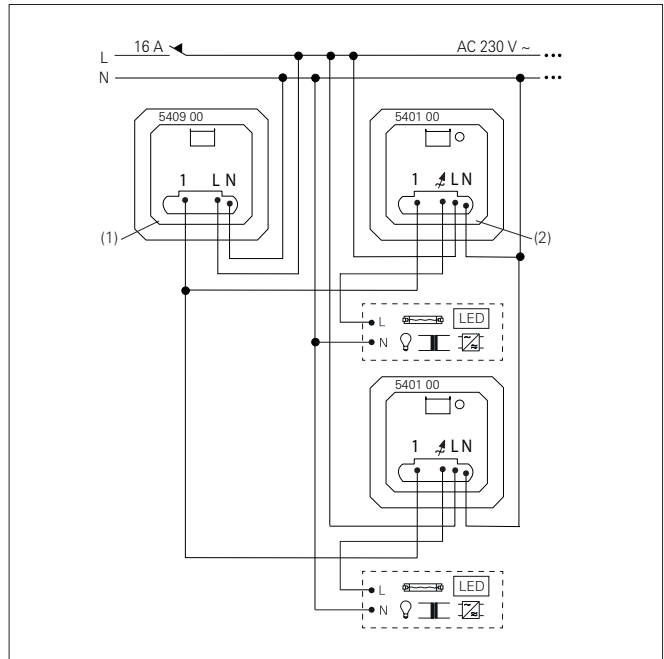 L 16 A AC 230 V ~ •••
N •••
5409 00 5401 00
1 L N 1 L N
(1) (2)
L LED
N
5401 00
1 L N
L LED
N